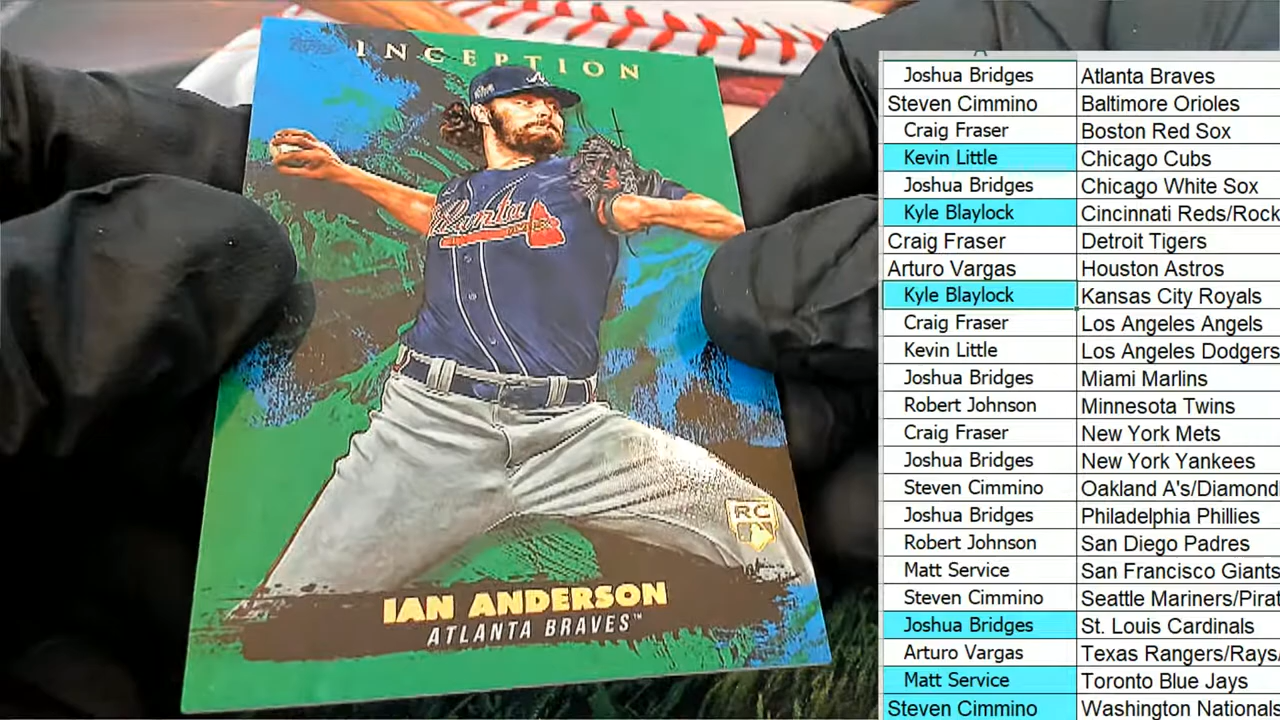 Topps
INCEPTION
Atlanta
RC
IAN ANDERSON
ATLANTA BRAVES™
A
Joshua Bridges Atlanta Braves
Steven Cimmino Baltimore Orioles
Craig Fraser Boston Red Sox
Kevin Little Chicago Cubs
Joshua Bridges Chicago White Sox
Kyle Blaylock Cincinnati Reds/Rock
Craig Fraser Detroit Tigers
Arturo Vargas Houston Astros
Kyle Blaylock Kansas City Royals
Craig Fraser Los Angeles Angels
Kevin Little Los Angeles Dodgers
Joshua Bridges Miami Marlins
Robert Johnson Minnesota Twins
Craig Fraser New York Mets
Joshua Bridges New York Yankees
Steven Cimmino Oakland A's/Diamond
Joshua Bridges Philadelphia Phillies
Robert Johnson San Diego Padres
Matt Service San Francisco Giants
Steven Cimmino Seattle Mariners/Pirat
Joshua Bridges St. Louis Cardinals
Arturo Vargas Texas Rangers/Rays/
Matt Service Toronto Blue Jays
Steven Cimmino Washington Nationals